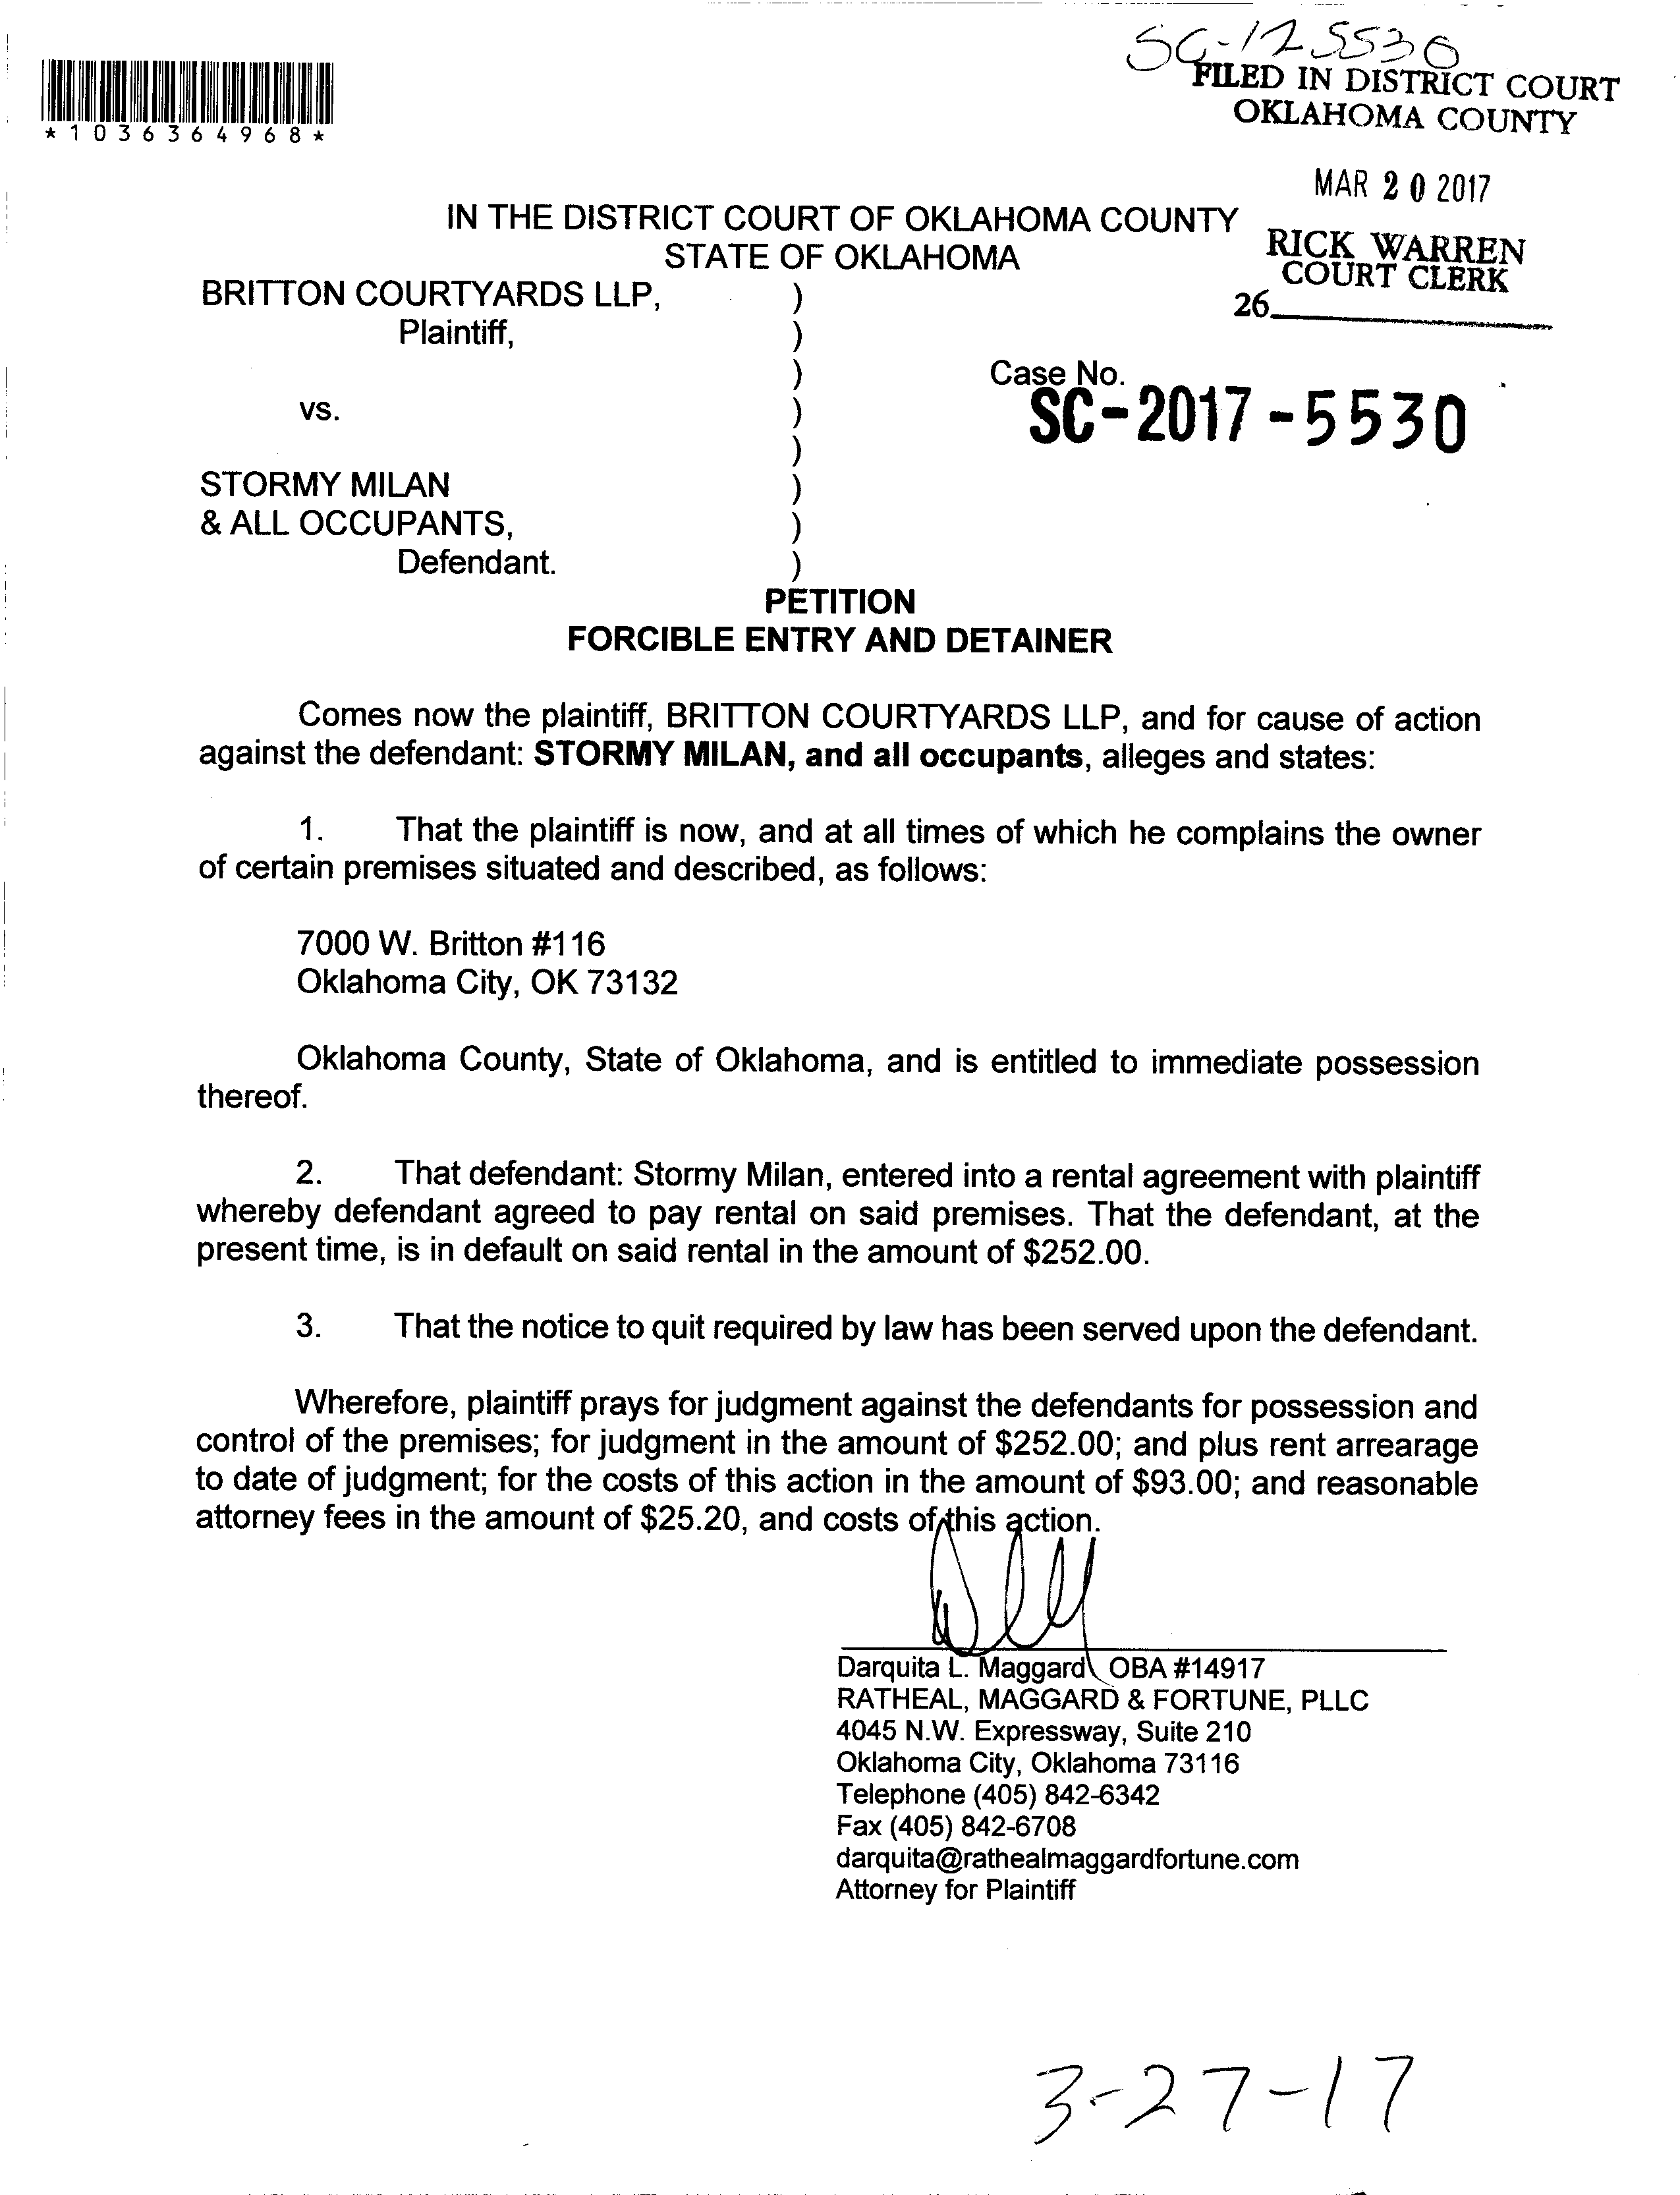 SC-17 5530
FILED IN DISTRICT COURT
OKLAHOMA COUNTY
*1036364968*
MAR 20 2017
IN THE DISTRICT COURT OF OKLAHOMA COUNTY
STATE OF OKLAHOMA
RICK WARREN
COURT CLERK
26
BRITTON COURTYARDS LLP, )
Plaintiff, )
)
Case No.
vs. )
SC-2017-5530
)
STORMY MILAN )
& ALL OCCUPANTS, )
Defendant. )
PETITION
FORCIBLE ENTRY AND DETAINER
Comes now the plaintiff, BRITTON COURTYARDS LLP, and for cause of action
against the defendant: STORMY MILAN, and all occupants, alleges and states:
1. That the plaintiff is now, and at all times of which he complains the owner
of certain premises situated and described, as follows:
7000 W. Britton #116
Oklahoma City, OK 73132
Oklahoma County, State of Oklahoma, and is entitled to immediate possession
thereof.
2. That defendant: Stormy Milan, entered into a rental agreement with plaintiff
whereby defendant agreed to pay rental on said premises. That the defendant, at the
present time, is in default on said rental in the amount of $252.00.
3. That the notice to quit required by law has been served upon the defendant.
Wherefore, plaintiff prays for judgment against the defendants for possession and
control of the premises; for judgment in the amount of $252.00; and plus rent arrearage
to date of judgment; for the costs of this action in the amount of $93.00; and reasonable
attorney fees in the amount of $25.20, and costs of this action.
Darquita L. Maggard OBA #14917
RATHEAL, MAGGARD & FORTUNE, PLLC
4045 N.W. Expressway, Suite 210
Oklahoma City, Oklahoma 73116
Telephone (405) 842-6342
Fax (405) 842-6708
darquita@rathealmaggardfortune.com
Attorney for Plaintiff
3-27-17